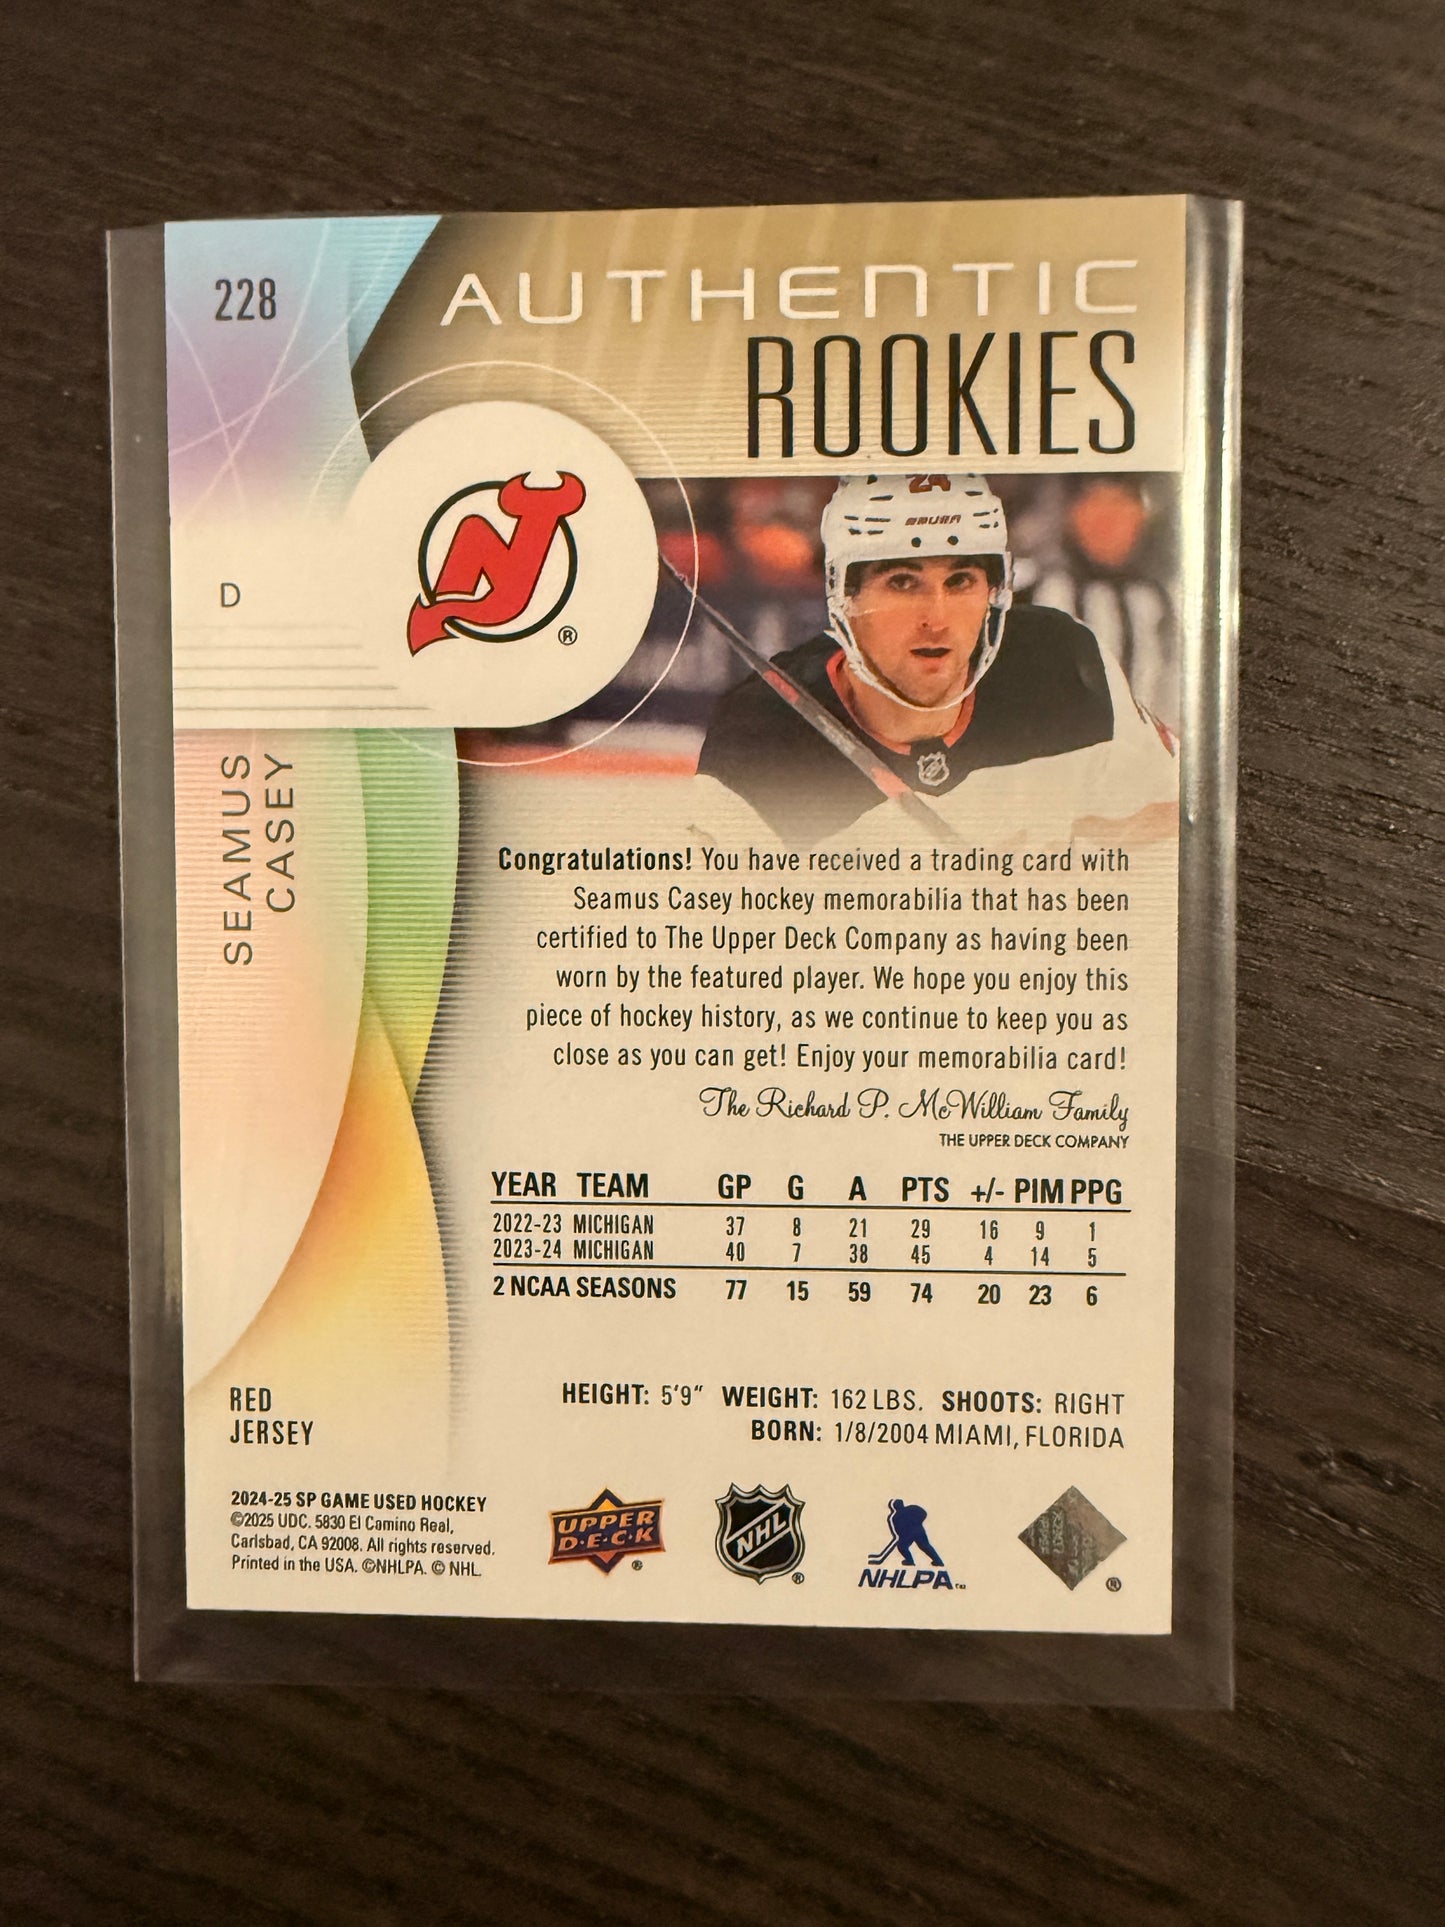 228
AUTHENTIC
ROOKIES
24
BAUER
D
®
SEAMUS
CASEY
Congratulations! You have received a trading card with
Seamus Casey hockey memorabilia that has been
certified to The Upper Deck Company as having been
worn by the featured player. We hope you enjoy this
piece of hockey history, as we continue to keep you as
close as you can get! Enjoy your memorabilia card!
The Richard P. McWilliam Family
THE UPPER DECK COMPANY
YEAR TEAM GP G A PTS +/- PIM PPG
2022-23 MICHIGAN 37 8 21 29 16 9 1
2023-24 MICHIGAN 40 7 38 45 4 14 5
2 NCAA SEASONS 77 15 59 74 20 23 6
RED
JERSEY
HEIGHT: 5'9" WEIGHT: 162 LBS. SHOOTS: RIGHT
BORN: 1/8/2004 MIAMI, FLORIDA
2024-25 SP GAME USED HOCKEY
©2025 UDC. 5830 El Camino Real,
Carlsbad, CA 92008. All rights reserved.
Printed in the USA. ©NHLPA. © NHL.
UPPER
D·E·C·K
®
NHL
®
NHLPA
®